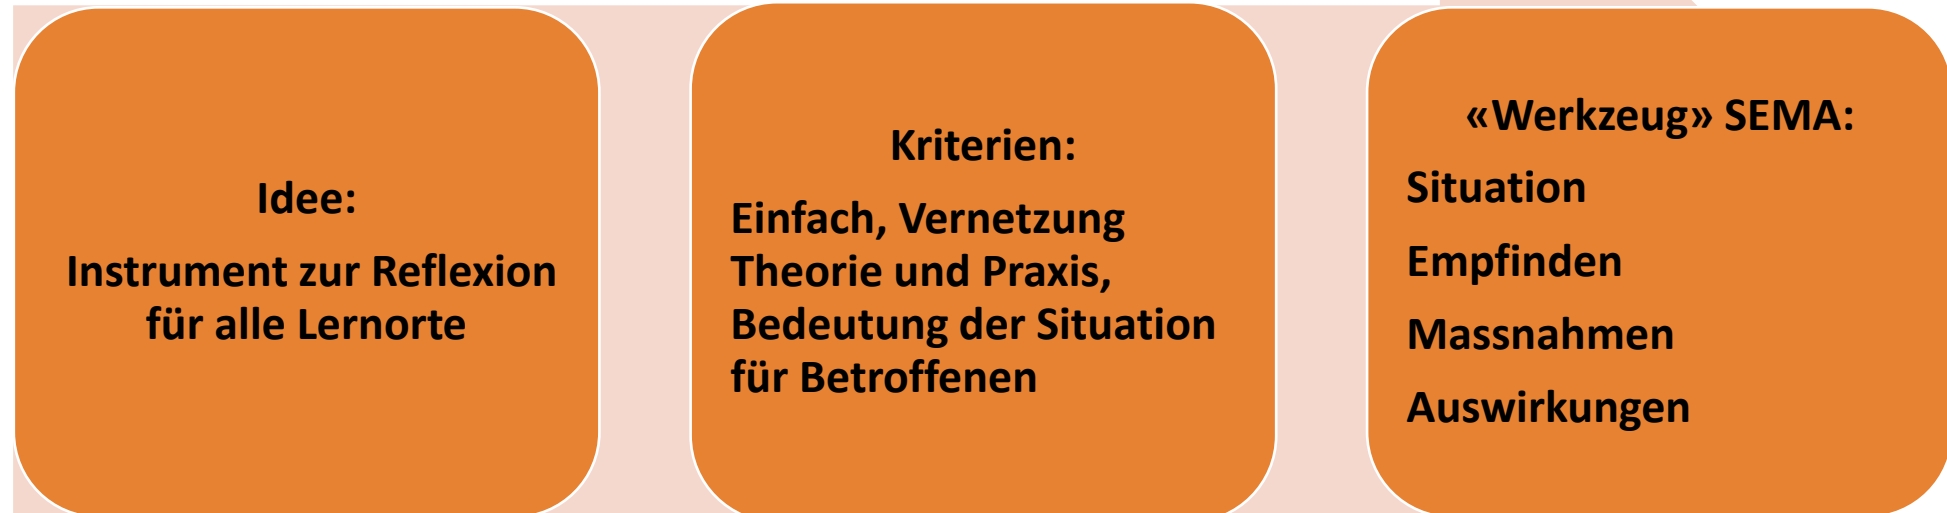 Idee:
Instrument zur Reflexion
für alle Lernorte
Kriterien:
Einfach, Vernetzung
Theorie und Praxis,
Bedeutung der Situation
für Betroffenen
«Werkzeug» SEMA:
Situation
Empfinden
Massnahmen
Auswirkungen